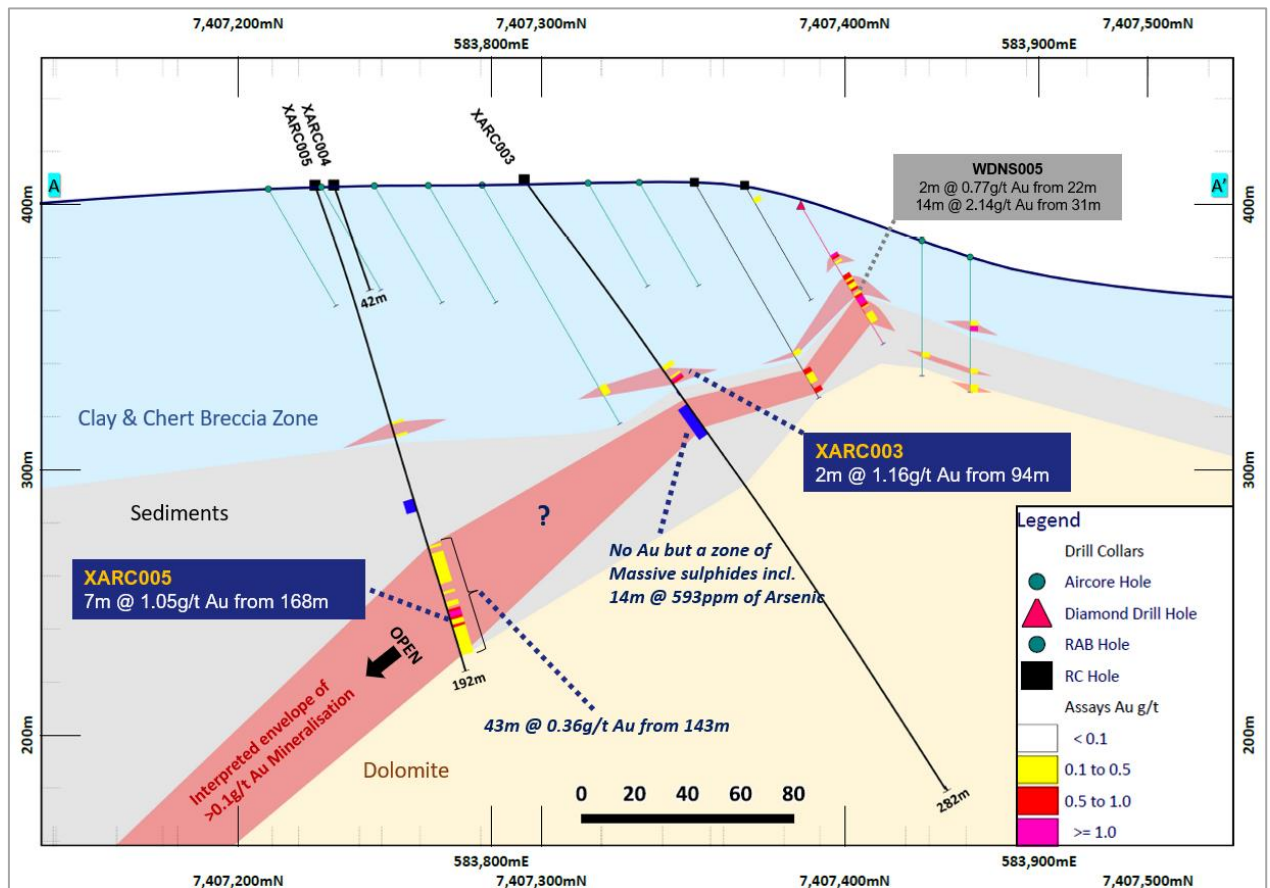 7,407,200mN 7,407,300mN 7,407,400mN 7,407,500mN
583,800mE 583,900mE
XARC005
XARC004
XARC003
A
A'
WDNS005
2m @ 0.77g/t Au from 22m
14m @ 2.14g/t Au from 31m
400m
400m
42m
Clay & Chert Breccia Zone
XARC003
2m @ 1.16g/t Au from 94m
300m
300m
Sediments
?
No Au but a zone of
Massive sulphides incl.
14m @ 593ppm of Arsenic
XARC005
7m @ 1.05g/t Au from 168m
OPEN
192m
43m @ 0.36g/t Au from 143m
200m
200m
Interpreted envelope of
>0.1g/t Au Mineralisation
Dolomite
0 20 40 60 80
282m
Legend
Drill Collars
Aircore Hole
Diamond Drill Hole
RAB Hole
RC Hole
Assays Au g/t
< 0.1
0.1 to 0.5
0.5 to 1.0
>= 1.0
583,800mE 583,900mE
7,407,200mN 7,407,300mN 7,407,400mN 7,407,500mN